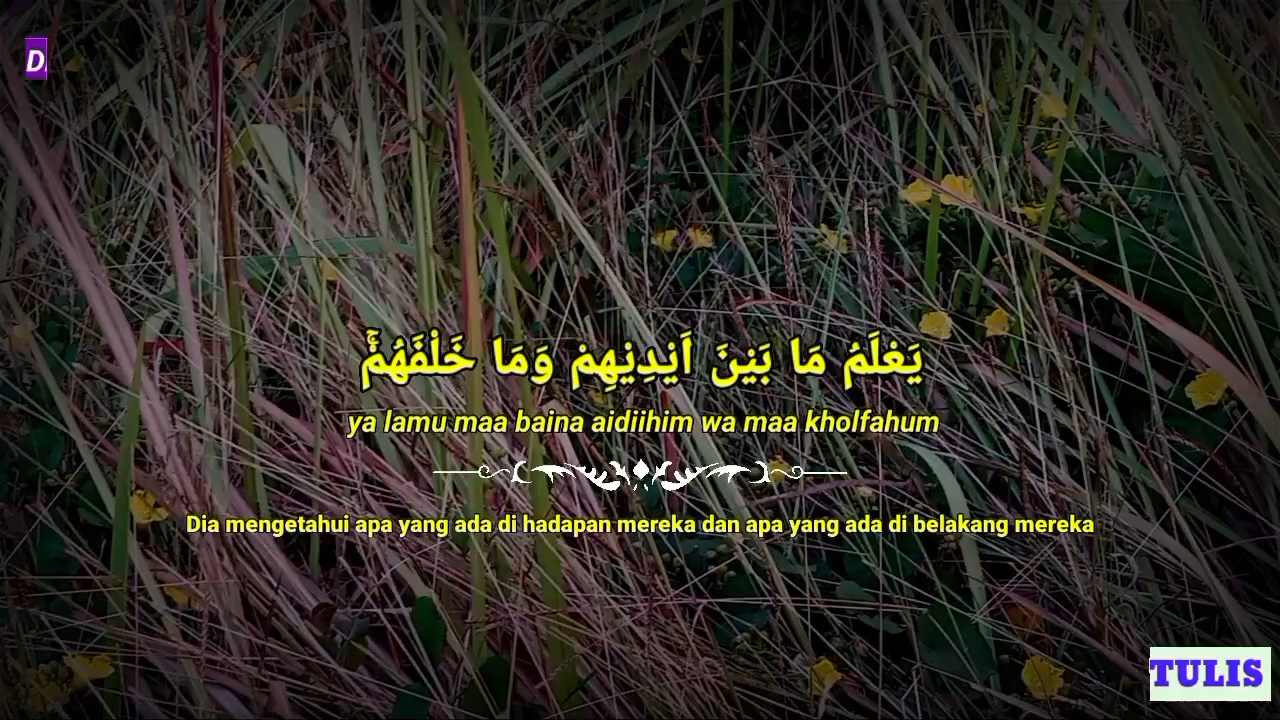 D
يَعْلَمُ مَا بَيْنَ اَيْدِيْهِمْ وَمَا خَلْفَهُمْۚ
ya lamu maa baina aidiihim wa maa kholfahum
Dia mengetahui apa yang ada di hadapan mereka dan apa yang ada di belakang mereka
TULIS